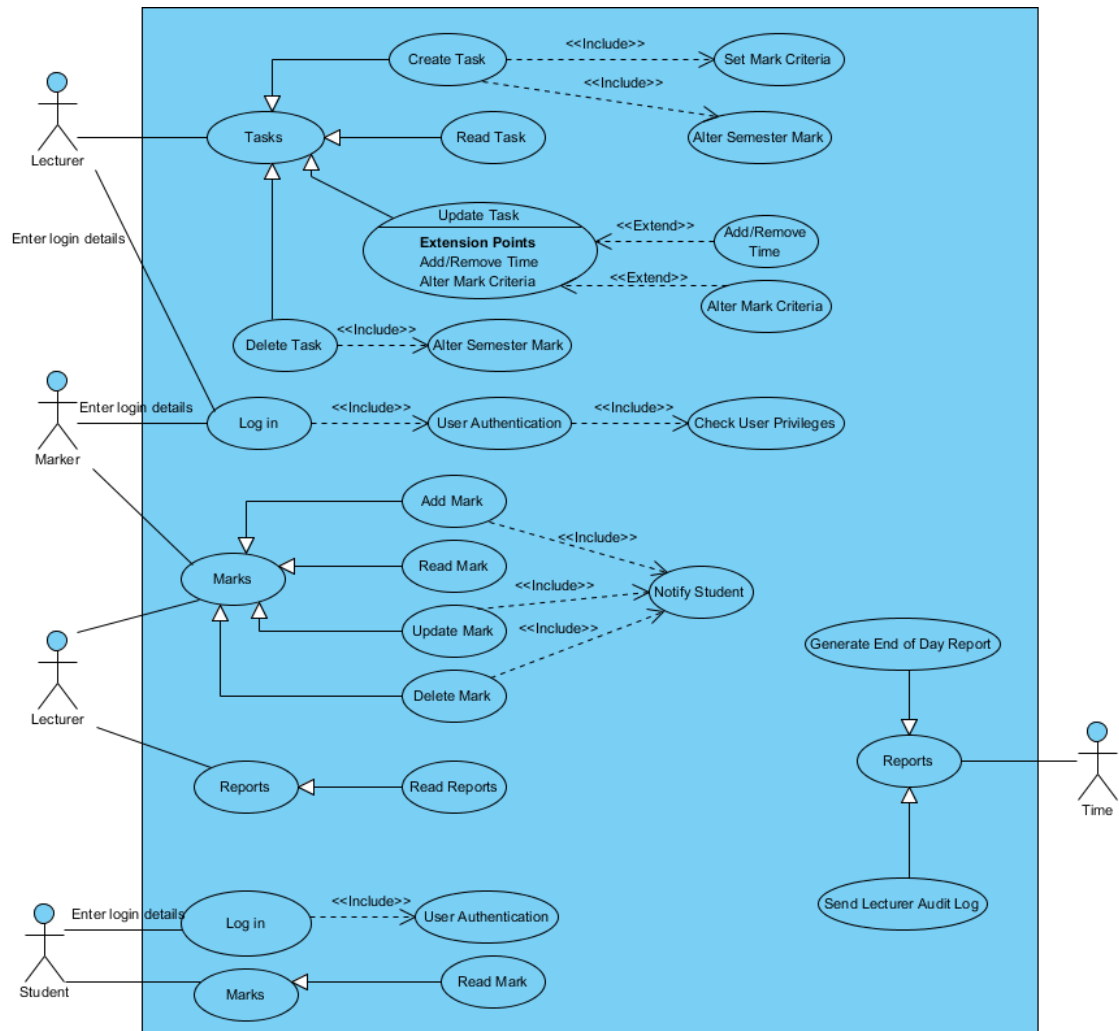 <<Include>>
Create Task
Set Mark Criteria
<<Include>>
Tasks
Read Task
Alter Semester Mark
Lecturer
Update Task
Enter login details
Extension Points
Add/Remove Time
Alter Mark Criteria
<<Extend>>
Add/Remove
Time
<<Extend>>
Alter Mark Criteria
<<Include>>
Delete Task
Alter Semester Mark
Enter login details
<<Include>>
<<Include>>
Log in
User Authentication
Check User Privileges
Marker
Add Mark
<<Include>>
Read Mark
Marks
<<Include>>
Notify Student
Update Mark
<<Include>>
Generate End of Day Report
Delete Mark
Lecturer
Reports
Read Reports
Reports
Time
<<Include>>
Enter login details
Log in
User Authentication
Send Lecturer Audit Log
Read Mark
Student
Marks